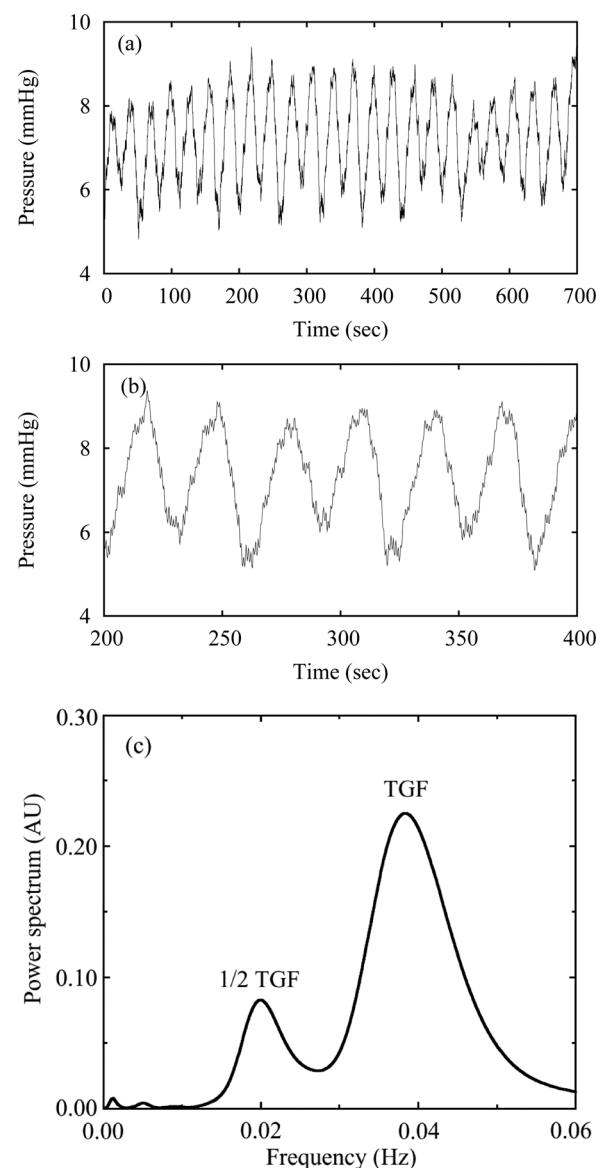 (a)
Pressure (mmHg)
10
8
6
4
0 100 200 300 400 500 600 700
Time (sec)
(b)
Pressure (mmHg)
10
8
6
4
200 250 300 350 400
Time (sec)
(c)
Power spectrum (AU)
0.30
0.20
0.10
0.00
TGF
1/2 TGF
0.00 0.02 0.04 0.06
Frequency (Hz)